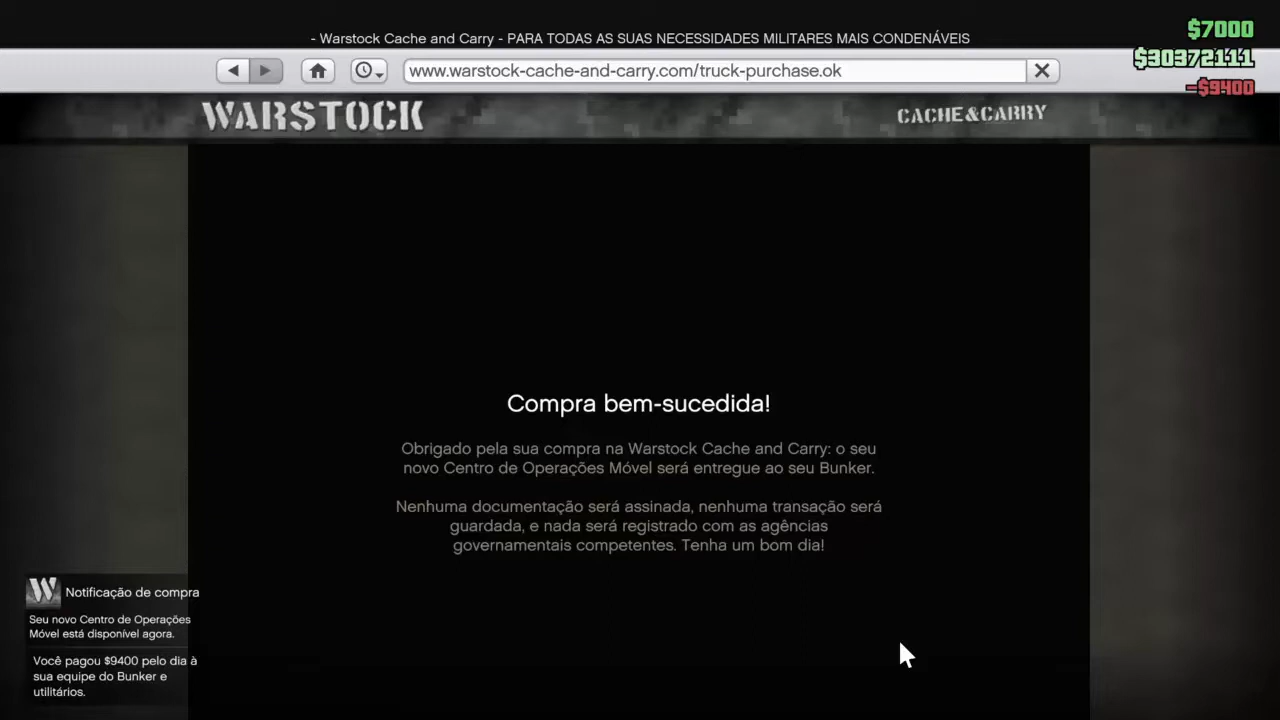 - Warstock Cache and Carry - PARA TODAS AS SUAS NECESSIDADES MILITARES MAIS CONDENÁVEIS
$7000
$30372111
-$9400
www.warstock-cache-and-carry.com/truck-purchase.ok
WARSTOCK
CACHE&CARRY
Compra bem-sucedida!
Obrigado pela sua compra na Warstock Cache and Carry: o seu
novo Centro de Operações Móvel será entregue ao seu Bunker.
Nenhuma documentação será assinada, nenhuma transação será
guardada, e nada será registrado com as agências
governamentais competentes. Tenha um bom dia!
W
Notificação de compra
Seu novo Centro de Operações
Móvel está disponível agora.
Você pagou $9400 pelo dia à
sua equipe do Bunker e
utilitários.